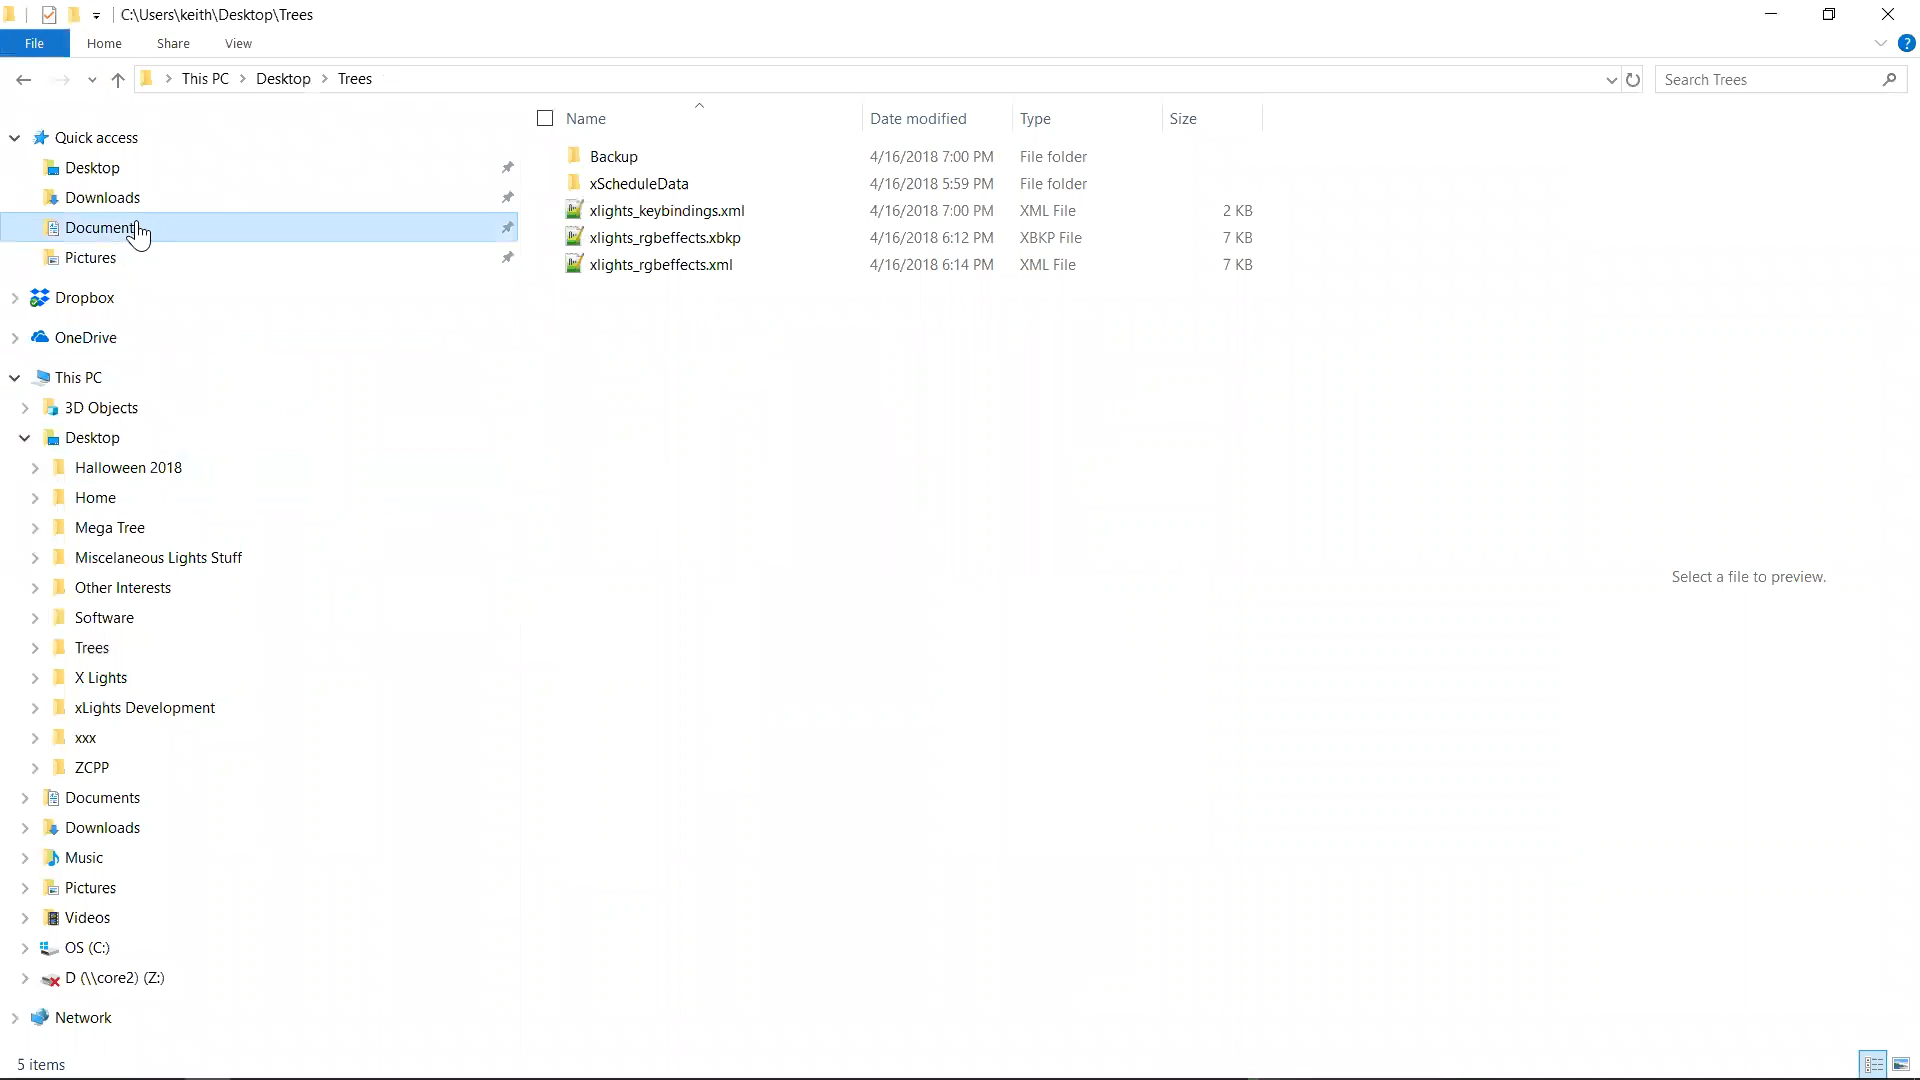 C:\Users\keith\Desktop\Trees
File Home Share View
This PC Desktop Trees
Search Trees
Name Date modified Type Size
Quick access
Desktop
Downloads
Document
Pictures
Dropbox
OneDrive
This PC
3D Objects
Desktop
Halloween 2018
Home
Mega Tree
Miscelaneous Lights Stuff
Other Interests
Software
Trees
X Lights
xLights Development
xxx
ZCPP
Documents
Downloads
Music
Pictures
Videos
OS (C:)
D (\\core2) (Z:)
Network
Backup 4/16/2018 7:00 PM File folder
xScheduleData 4/16/2018 5:59 PM File folder
xlights_keybindings.xml 4/16/2018 7:00 PM XML File 2 KB
xlights_rgbeffects.xbkp 4/16/2018 6:12 PM XBKP File 7 KB
xlights_rgbeffects.xml 4/16/2018 6:14 PM XML File 7 KB
Select a file to preview.
5 items